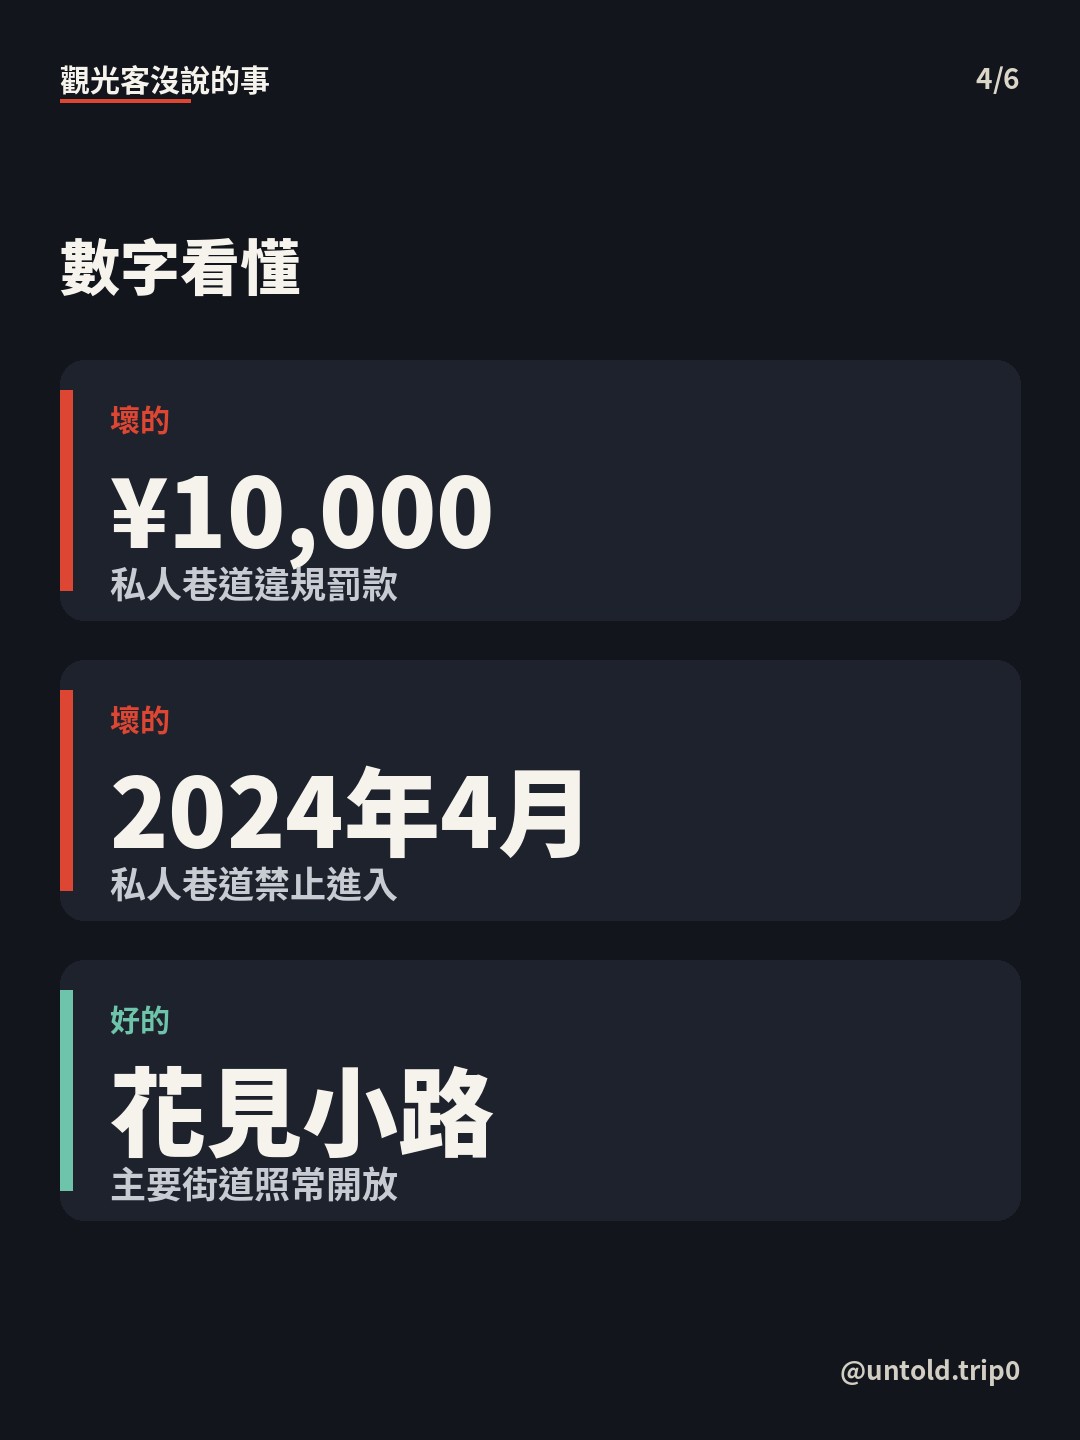 觀光客沒說的事
4/6
數字看懂
壞的
¥10,000
私人巷道違規罰款
壞的
2024年4月
私人巷道禁止進入
好的
花見小路
主要街道照常開放
@untold.trip0